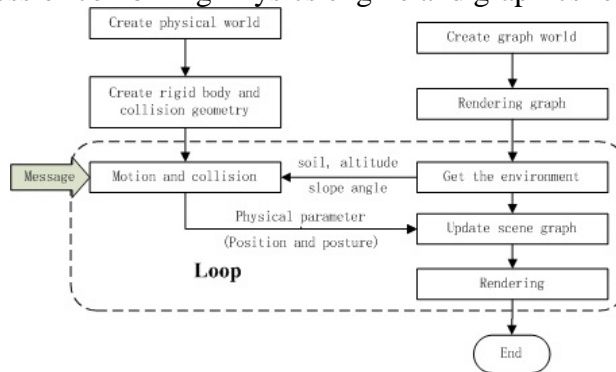 Create physical world
Create graph world
Create rigid body and
collision geometry
Rendering graph
Message
Motion and collision
soil, altitude
slope angle
Get the environment
Physical parameter
(Position and posture)
Update scene graph
Loop
Rendering
End